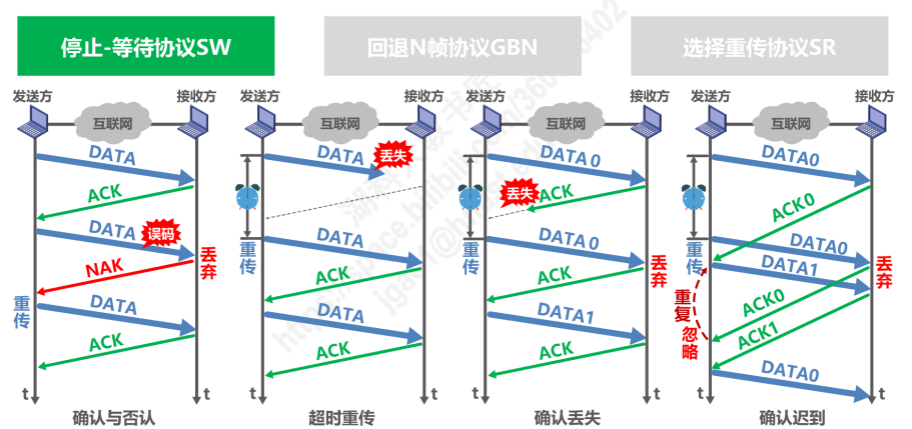 停止-等待协议SW
回退N帧协议GBN
选择重传协议SR
发送方
接收方
互联网
DATA
ACK
DATA
误码
丢弃
NAK
重传
DATA
ACK
t
t
确认与否认
发送方
接收方
互联网
DATA
丢失
重传
DATA
ACK
DATA
ACK
t
t
超时重传
发送方
接收方
互联网
DATA0
丢失
ACK
重传
DATA0
丢弃
ACK
DATA1
ACK
t
t
确认丢失
发送方
接收方
互联网
DATA0
ACK0
重传
DATA0
DATA1
丢弃
重复
忽略
ACK0
ACK1
DATA0
t
t
确认迟到